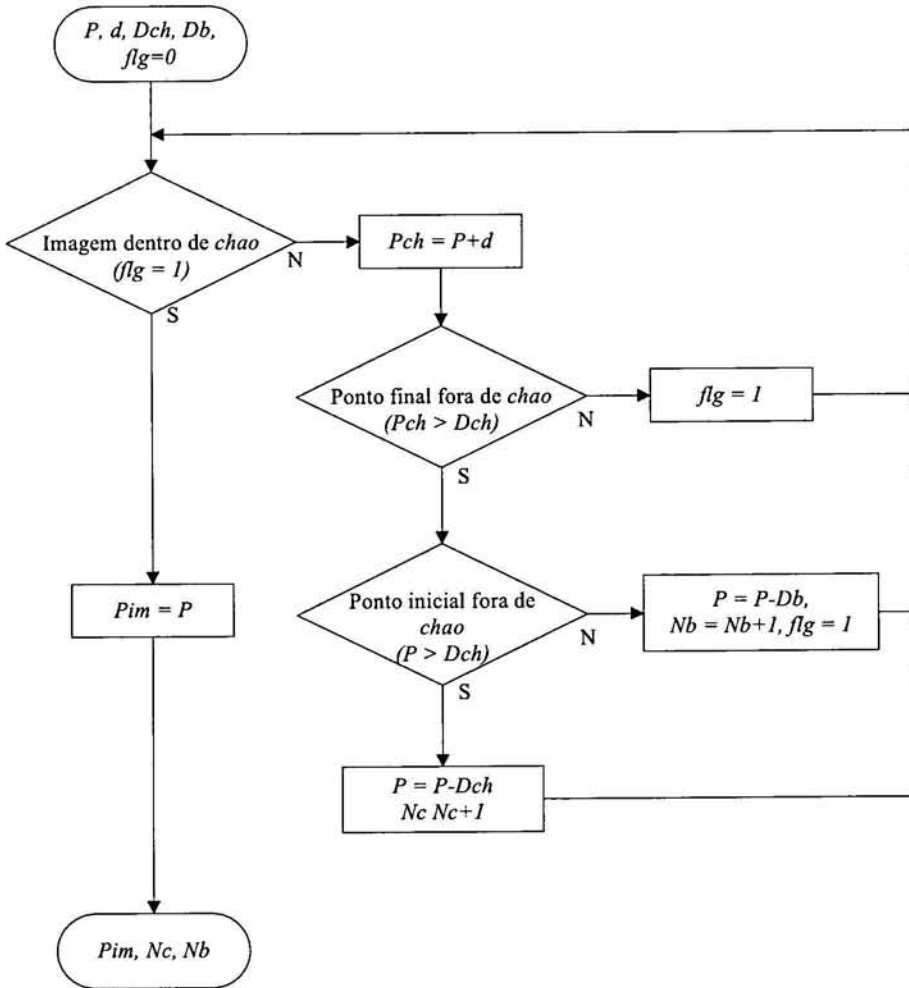 P, d, Dch, Db,
flg=0
Imagem dentro de chao
(flg = 1)
N
S
Pch = P+d
Ponto final fora de chao
(Pch > Dch)
N
S
flg = 1
Ponto inicial fora de
chao
(P > Dch)
N
S
P = P-Db,
Nb = Nb+1, flg = 1
Pim = P
P = P-Dch
Nc Nc+1
Pim, Nc, Nb